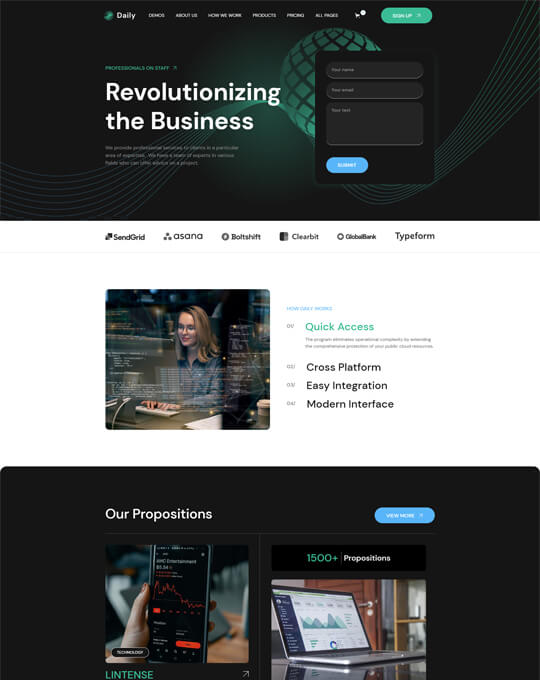 Daily
DEMOS
ABOUT US
HOW WE WORK
PRODUCTS
PRICING
ALL PAGES
SIGN UP
PROFESSIONALS ON STAFF
Revolutionizing
the Business
We provide professional services to clients in a particular
area of expertise. We have a team of experts in various
fields who can offer advice on a project.
Your name
Your email
Your text
SUBMIT
SendGrid
asana
Boltshift
Clearbit
GlobalBank
Typeform
HOW DAILY WORKS
01/ Quick Access
The program eliminates operational complexity by extending
the comprehensive protection of your public cloud resources.
02/ Cross Platform
03/ Easy Integration
04/ Modern Interface
Our Propositions
VIEW MORE
AMC Entertainment
$5.54
Position
1500+ Propositions
TECHNOLOGY
LINTENSE